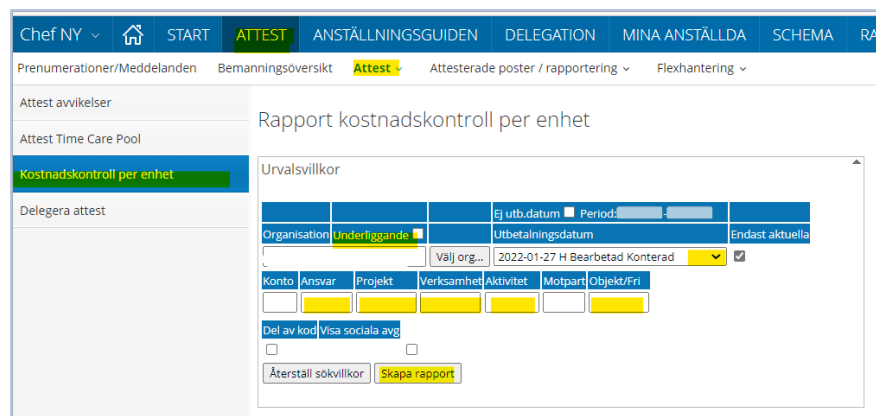 Chef NY START ATTEST ANSTÄLLNINGSGUIDEN DELEGATION MINA ANSTÄLLDA SCHEMA RA
Prenumerationer/Meddelanden Bemanningsöversikt Attest Attesterade poster / rapportering Flexhantering
Attest avvikelser
Attest Time Care Pool
Kostnadskontroll per enhet
Delegera attest
Rapport kostnadskontroll per enhet
Urvalsvillkor
Ej utb.datum Period: -
Organisation Underliggande Utbetalningsdatum Endast aktuella
Välj org... 2022-01-27 H Bearbetad Konterad
Konto Ansvar Projekt Verksamhet Aktivitet Motpart Objekt/Fri
Del av kod Visa sociala avg
Återställ sökvillkor Skapa rapport